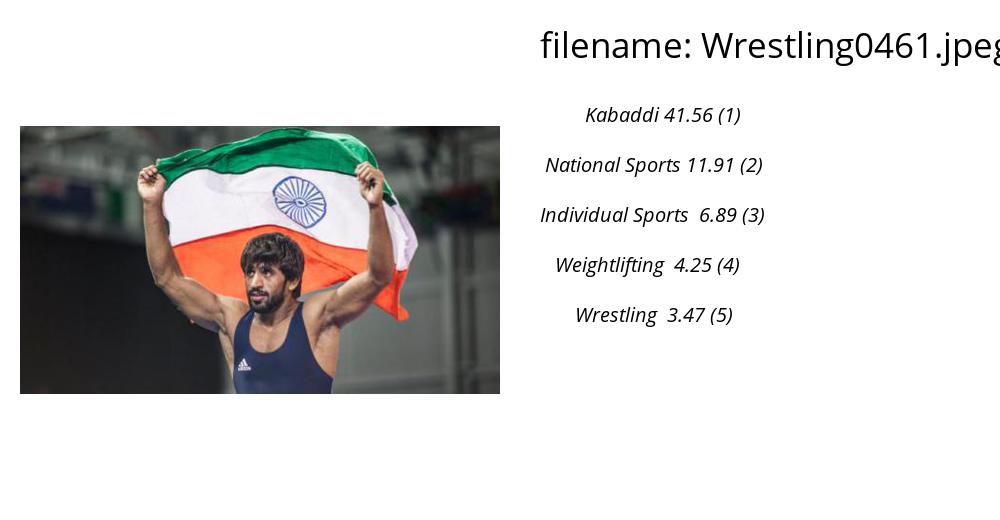 filename: Wrestling0461.jpeg
Kabaddi 41.56 (1)
National Sports 11.91 (2)
Individual Sports 6.89 (3)
Weightlifting 4.25 (4)
Wrestling 3.47 (5)
adidas